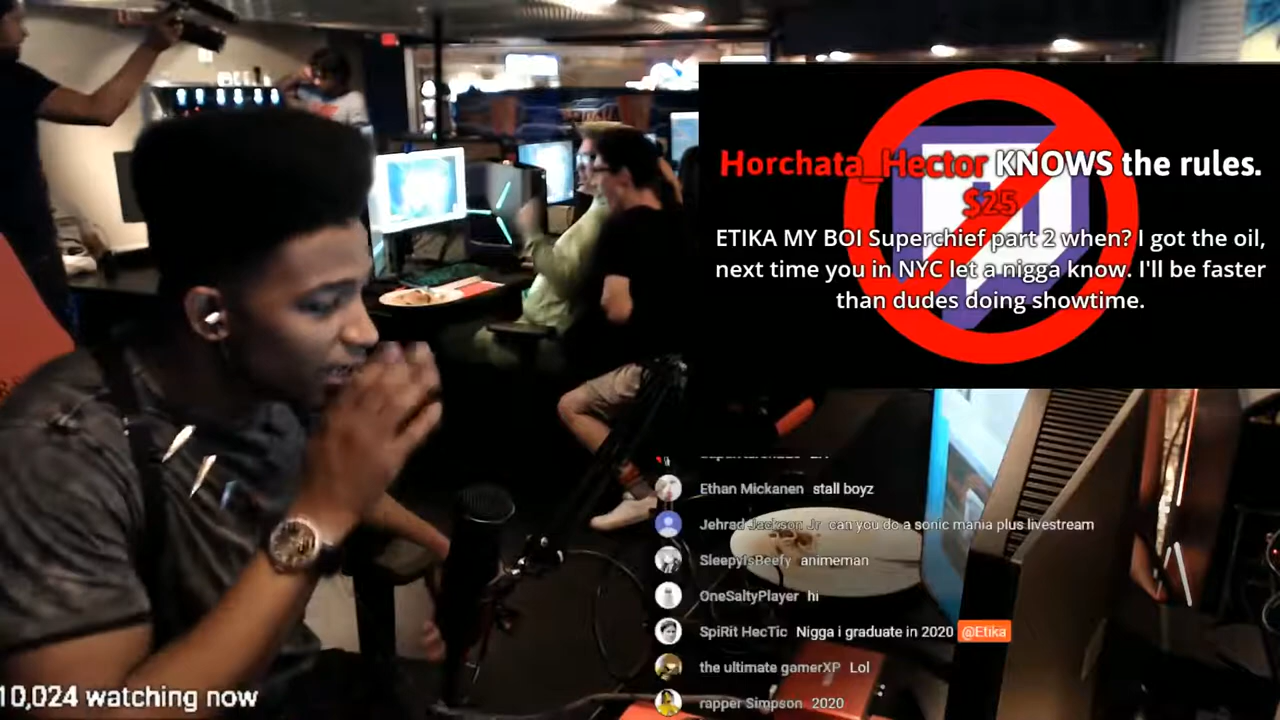 Horchata_Hector KNOWS the rules.
$25
ETIKA MY BOI Superchief part 2 when? I got the oil,
next time you in NYC let a nigga know. I'll be faster
than dudes doing showtime.
Ethan Mickanen stall boyz
Jehrad Jackson Jr can you do a sonic mania plus livestream
SleepyIsBeefy animeman
OneSaltyPlayer hi
SpiRit HecTic Nigga i graduate in 2020 @Etika
the ultimate gamerXP Lol
rapper Simpson 2020
10,024 watching now